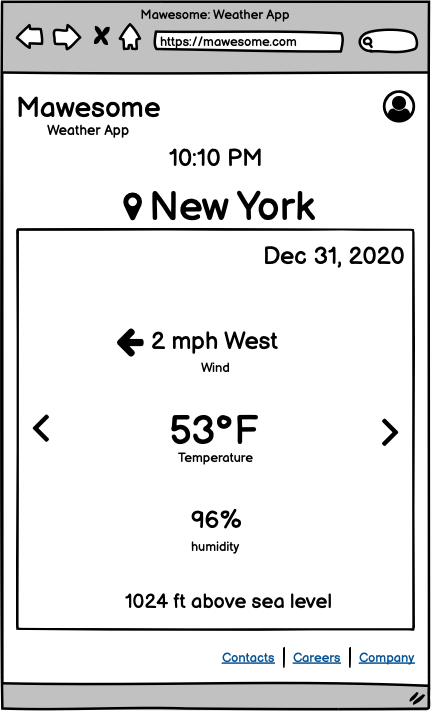 Mawesome: Weather App
https://mawesome.com
Mawesome
Weather App
10:10 PM
New York
Dec 31, 2020
2 mph West
Wind
53°F
Temperature
96%
humidity
1024 ft above sea level
Contacts | Careers | Company